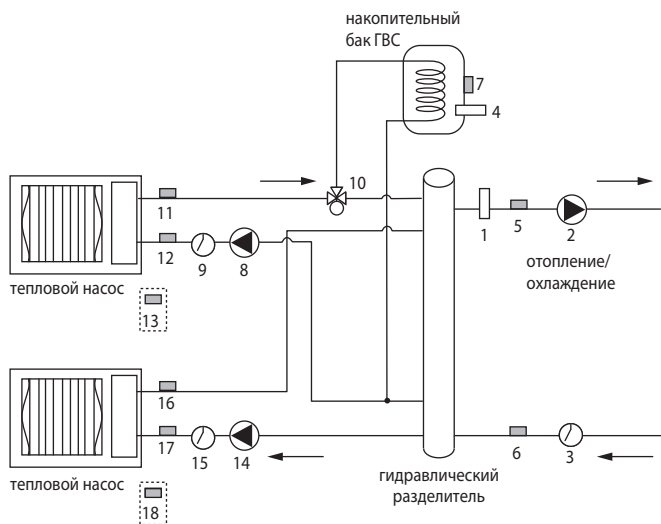 накопительный
бак ГВС
7
4
10
11
1
5
2
12
9
8
отопление/
охлаждение
тепловой насос
13
16
17
15
14
6
3
гидравлический
разделитель
тепловой насос
18